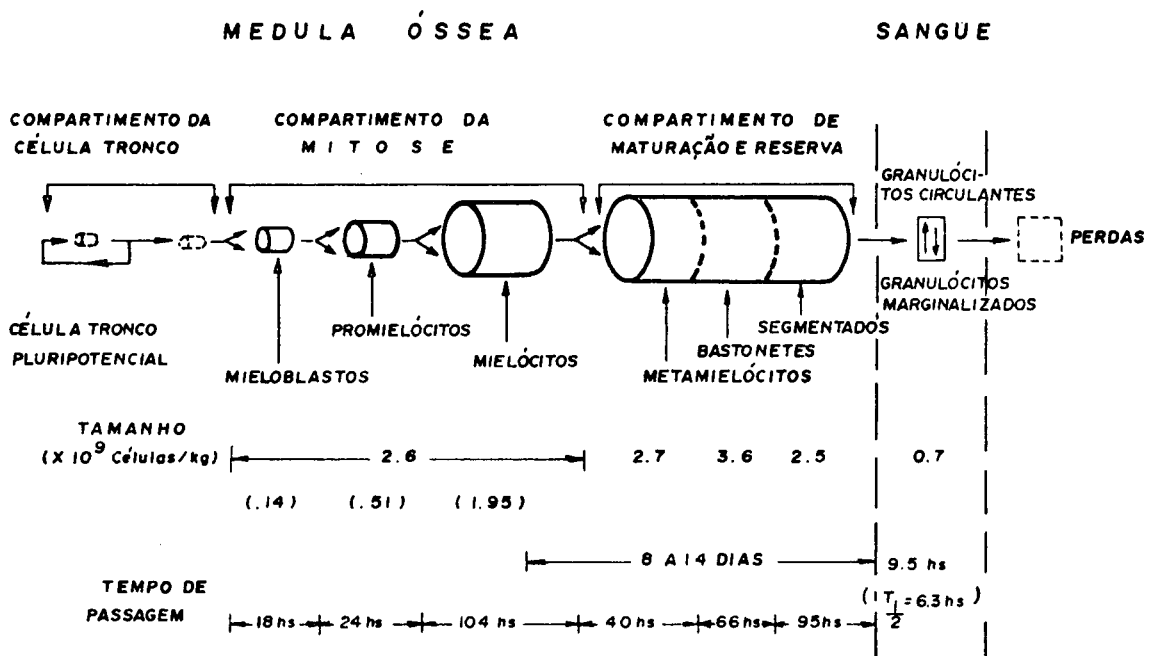 MEDULA ÓSSEA
SANGUE
COMPARTIMENTO DA
CÉLULA TRONCO
COMPARTIMENTO DA
MITOSE
COMPARTIMENTO DE
MATURAÇÃO E RESERVA
GRANULÓCI-
TOS CIRCULANTES
PERDAS
GRANULÓCITOS
MARGINALIZADOS
CÉLULA TRONCO
PLURIPOTENCIAL
MIELOBLASTOS
PROMIELÓCITOS
MIELÓCITOS
SEGMENTADOS
BASTONETES
METAMIELÓCITOS
TAMANHO
(X 10⁹ Células/kg)
2.6
2.7
3.6
2.5
0.7
(.14)
(.51)
(1.95)
8 A 14 DIAS
9.5 hs
(T 1/2 = 6.3 hs)
TEMPO DE
PASSAGEM
18 hs
24 hs
104 hs
40 hs
66 hs
95 hs